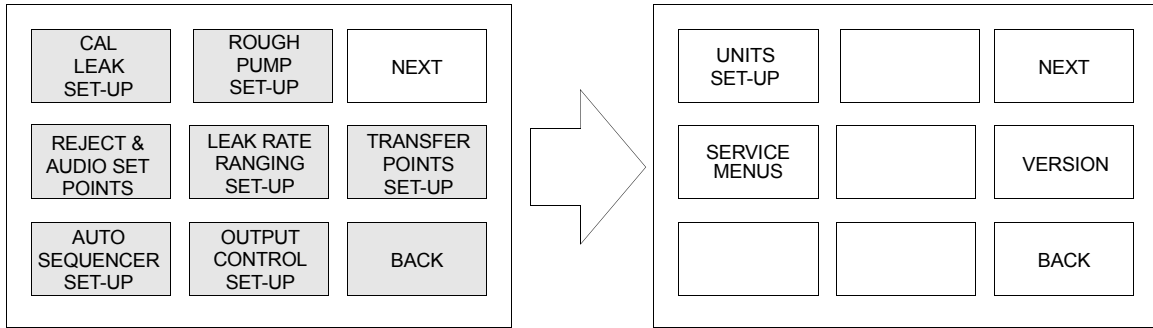 CAL
LEAK
SET-UP
ROUGH
PUMP
SET-UP
NEXT
REJECT &
AUDIO SET
POINTS
LEAK RATE
RANGING
SET-UP
TRANSFER
POINTS
SET-UP
AUTO
SEQUENCER
SET-UP
OUTPUT
CONTROL
SET-UP
BACK
UNITS
SET-UP
NEXT
SERVICE
MENUS
VERSION
BACK